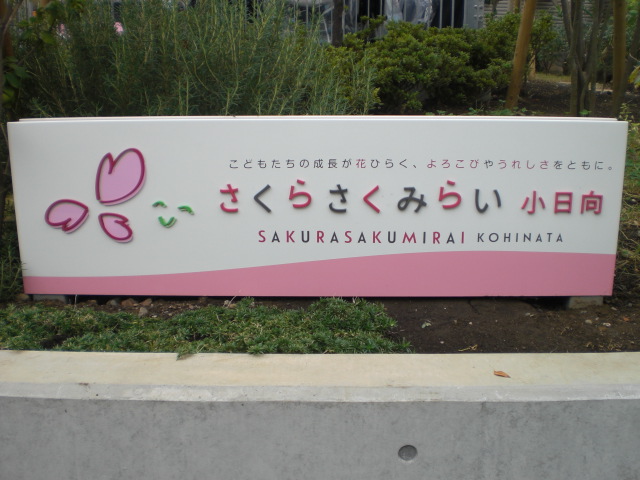 こどもたちの成長が花ひらく、よろこびやうれしさをともに。
さくらさくみらい 小日向
SAKURASAKUMIRAI KOHINATA